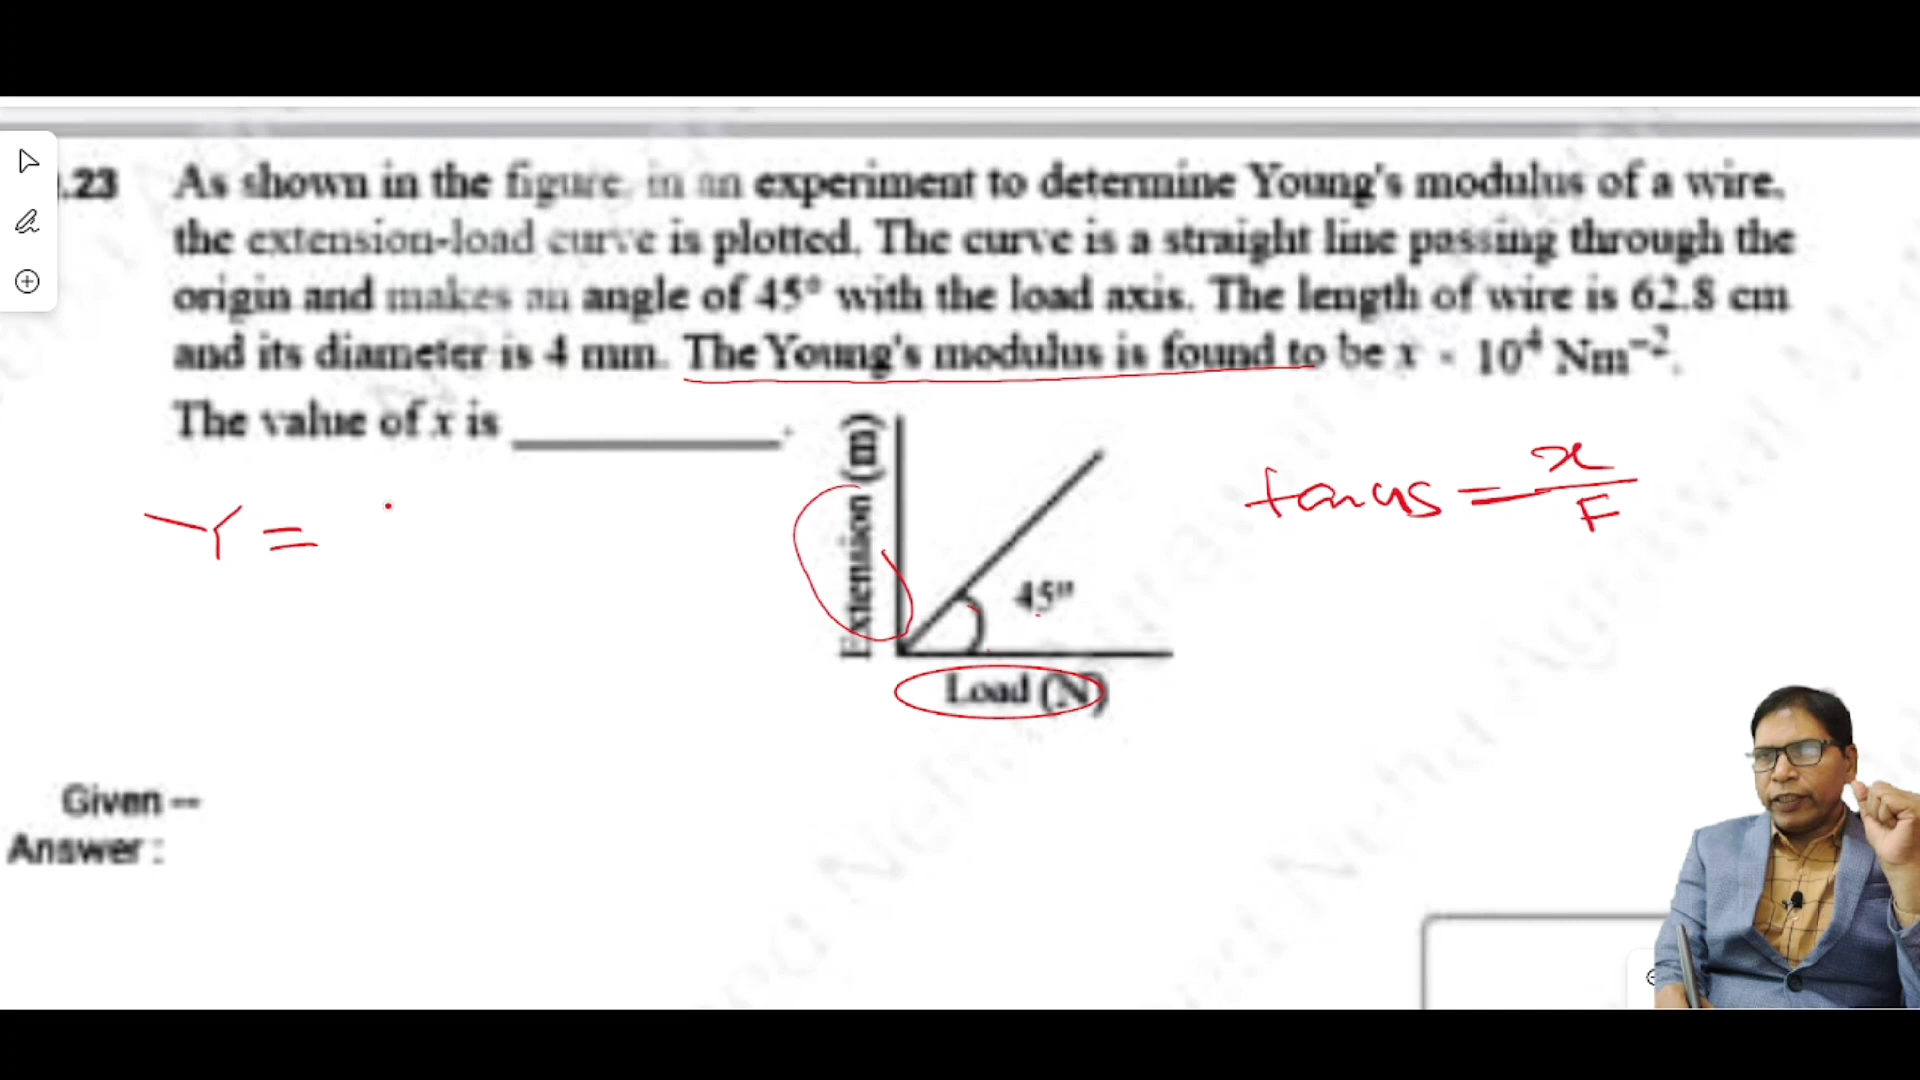 .23 As shown in the figure, in an experiment to determine Young's modulus of a wire,
the extension-load curve is plotted. The curve is a straight line passing through the
origin and makes an angle of 45° with the load axis. The length of wire is 62.8 cm
and its diameter is 4 mm. The Young's modulus is found to be x × 10⁴ Nm⁻².
The value of x is ________.
Extension (m)
45°
Load (N)
tan 45 = x/F
Y =
Given --
Answer :